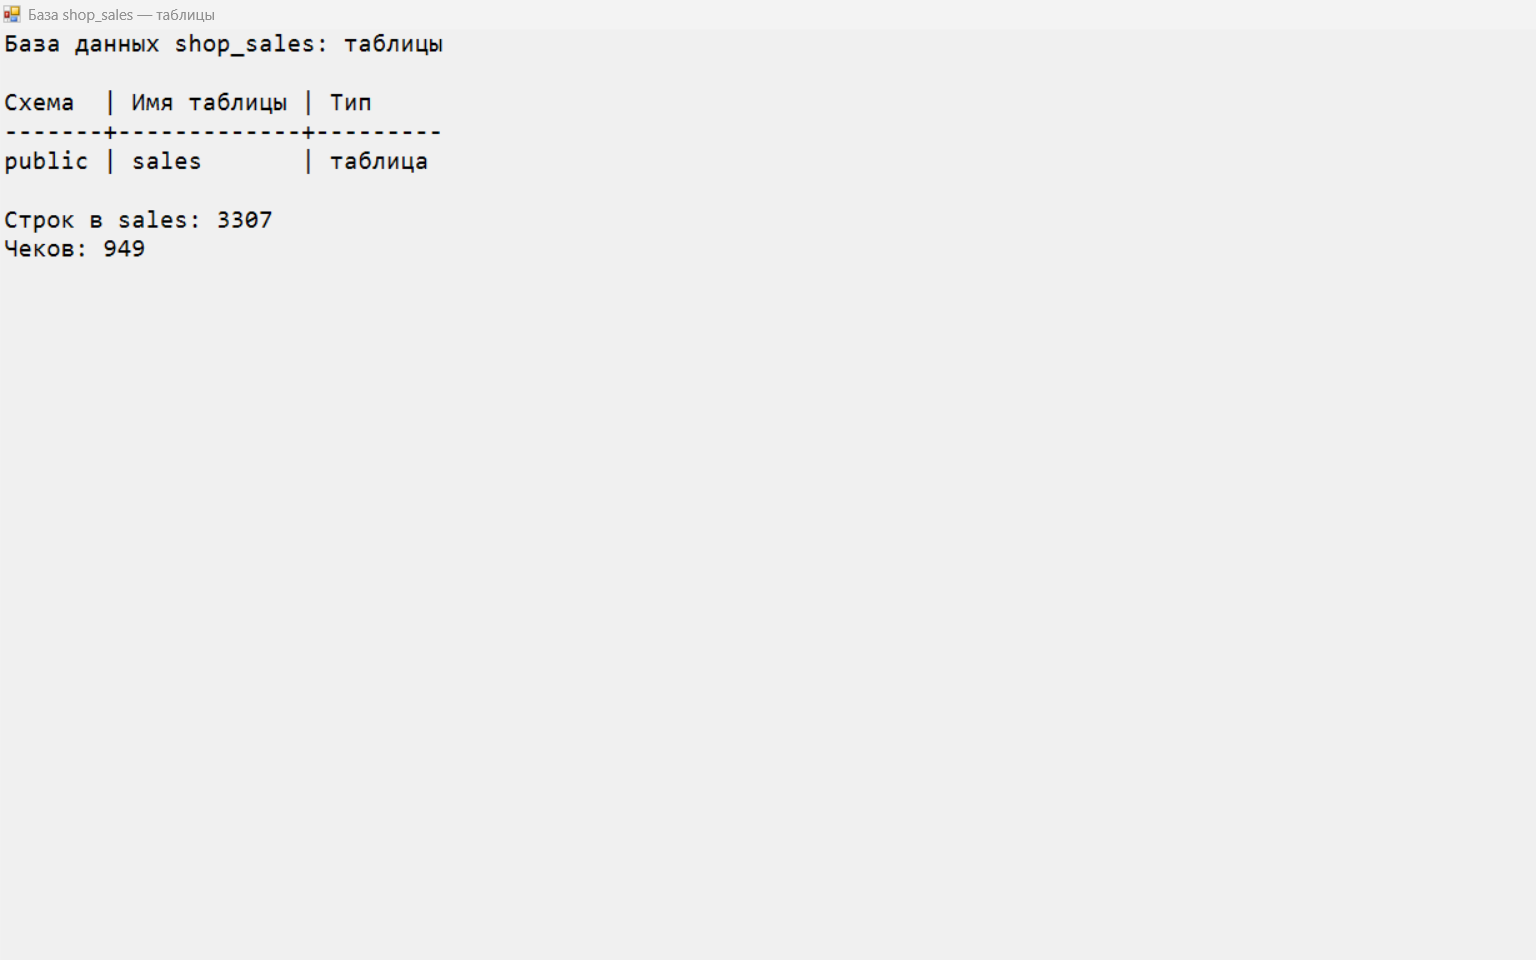 База shop_sales — таблицы
База данных shop_sales: таблицы
Схема  | Имя таблицы | Тип
-------+-------------+---------
public | sales       | таблица
Строк в sales: 3307
Чеков: 949